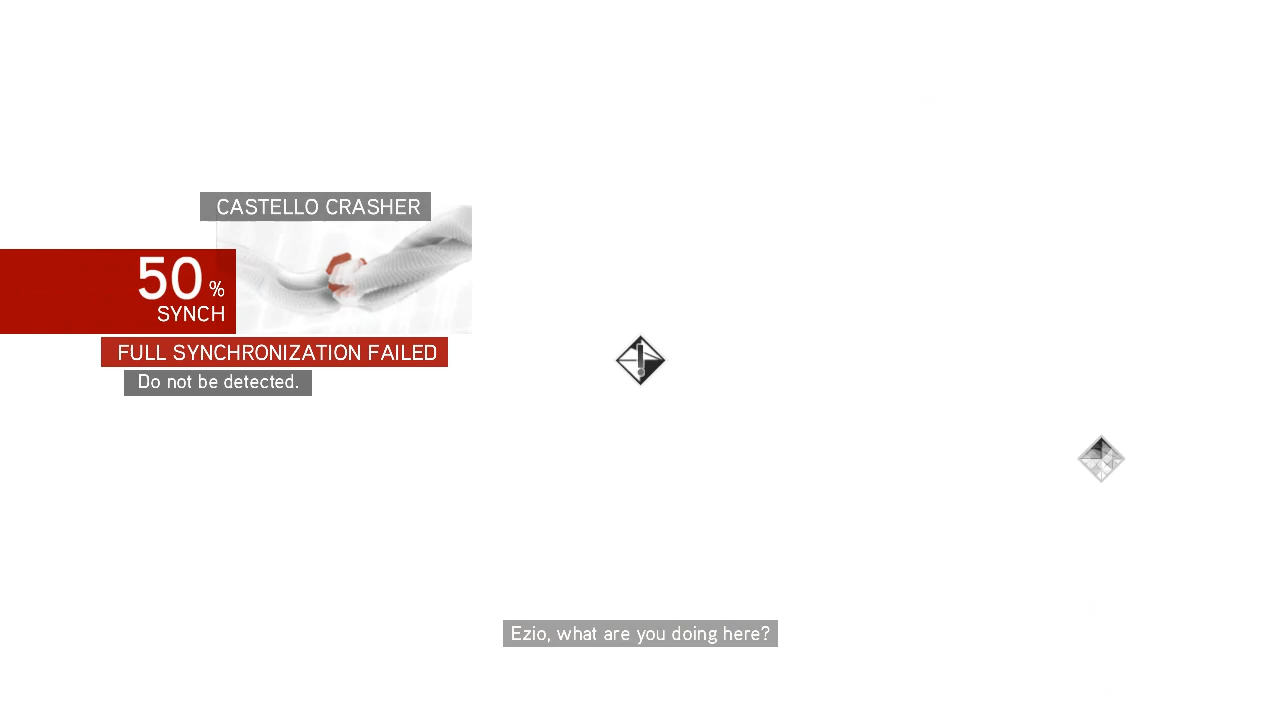 CASTELLO CRASHER
50 %
SYNCH
FULL SYNCHRONIZATION FAILED
Do not be detected.
Ezio, what are you doing here?